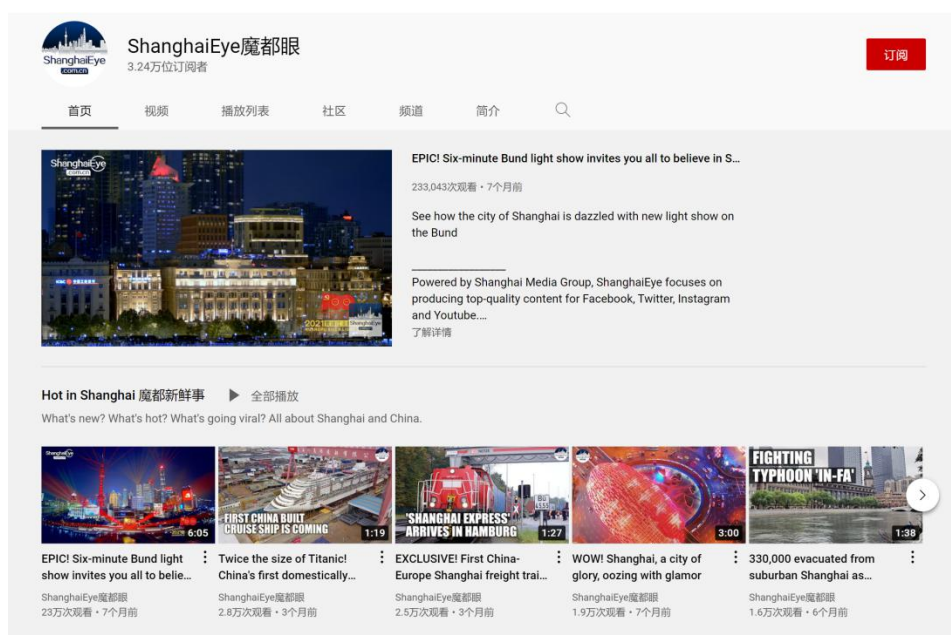 ShanghaiEye
.com.cn
ShanghaiEye魔都眼
3.24万位订阅者
订阅
首页 视频 播放列表 社区 频道 简介
ShanghaiEye
.com.cn
EPIC! Six-minute Bund light show invites you all to believe in S...
233,043次观看・7个月前
See how the city of Shanghai is dazzled with new light show on
the Bund
Powered by Shanghai Media Group, ShanghaiEye focuses on
producing top-quality content for Facebook, Twitter, Instagram
and Youtube....
了解详情
Hot in Shanghai 魔都新鲜事 全部播放
What's new? What's hot? What's going viral? All about Shanghai and China.
ShanghaiEye
6:05
FIRST CHINA BUILT
CRUISE SHIP IS COMING
1:19
'SHANGHAI EXPRESS'
ARRIVES IN HAMBURG
1:27
3:00
FIGHTING
TYPHOON 'IN-FA'
1:38
EPIC! Six-minute Bund light
show invites you all to belie...
ShanghaiEye魔都眼
23万次观看・7个月前
Twice the size of Titanic!
China's first domestically...
ShanghaiEye魔都眼
2.8万次观看・3个月前
EXCLUSIVE! First China-
Europe Shanghai freight trai...
ShanghaiEye魔都眼
2.5万次观看・3个月前
WOW! Shanghai, a city of
glory, oozing with glamor
ShanghaiEye魔都眼
1.9万次观看・7个月前
330,000 evacuated from
suburban Shanghai as...
ShanghaiEye魔都眼
1.6万次观看・6个月前